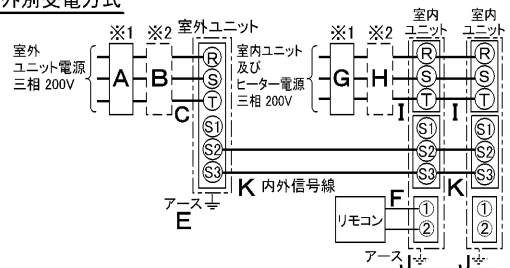 外別受電方式
※1 ※2 室外ユニット
室外
ユニット電源
三相 200V
A B C
R
S
T
S1
S2
S3
アース
E
※1 ※2
室内ユニット
及び
ヒーター電源
三相 200V
G H
室内
ユニット
室内
ユニット
R
S
T
I
S1
S2
S3
R
S
T
I
S1
S2
S3
K 内外信号線
K
リモコン
F
①
②
①
②
アース
J J